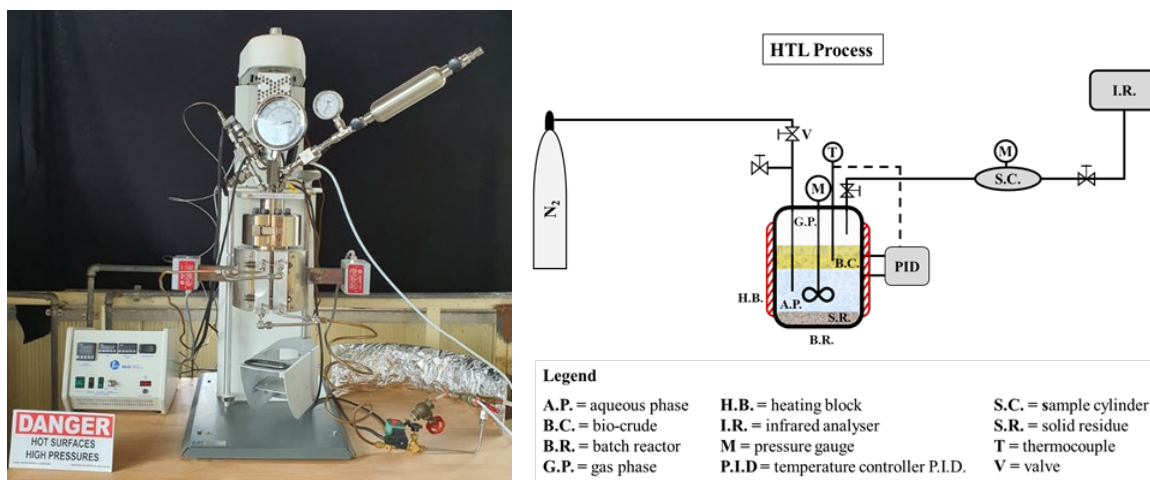 DANGER
HOT SURFACES
HIGH PRESSURES
HTL Process
I.R.
V
T
M
M
S.C.
N2
G.P.
B.C.
PID
H.B.
A.P.
S.R.
B.R.
Legend
A.P. = aqueous phase H.B. = heating block S.C. = sample cylinder
B.C. = bio-crude I.R. = infrared analyser S.R. = solid residue
B.R. = batch reactor M = pressure gauge T = thermocouple
G.P. = gas phase P.I.D = temperature controller P.I.D. V = valve